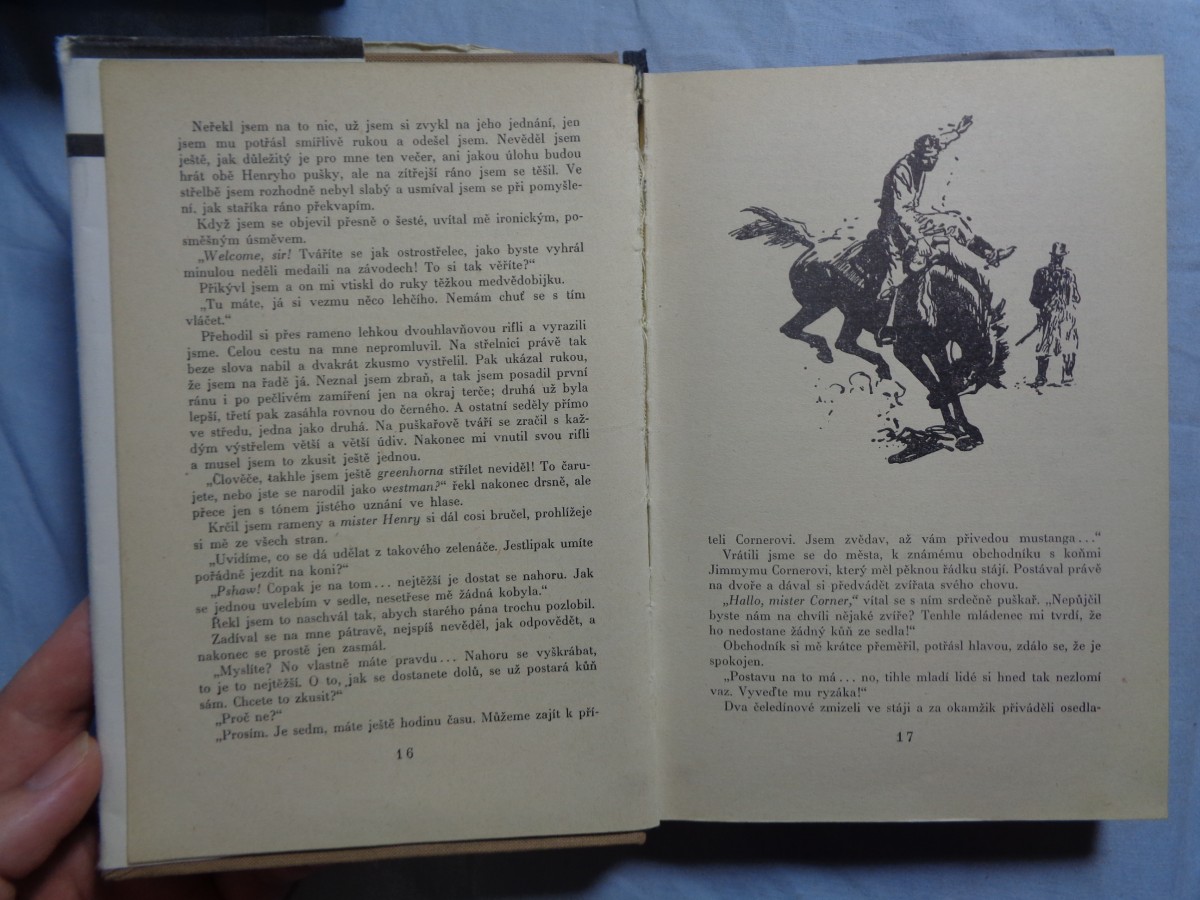 Neřekl jsem na to nic, už jsem si zvykl na jeho jednání, jen
jsem mu potřásl smířlivě rukou a odešel jsem. Nevěděl jsem
ještě, jak důležitý je pro mne ten večer, ani jakou úlohu budou
hrát obě Henryho pušky, ale na zítřejší ráno jsem se těšil. Ve
střelbě jsem rozhodně nebyl slabý a usmíval jsem se při pomyšle-
ní, jak staříka ráno překvapím.
Když jsem se objevil přesně o šesté, uvítal mě ironickým, po-
směšným úsměvem.
„Welcome, sir! Tváříte se jak ostrostřelec, jako byste vyhrál
minulou neděli medaili na závodech! To si tak věříte?“
Přikývl jsem a on mi vtiskl do ruky těžkou medvědobijku.
„Tu máte, já si vezmu něco lehčího. Nemám chuť se s tím
vláčet.“
Přehodil si přes rameno lehkou dvouhlavňovou rifli a vyrazili
jsme. Celou cestu na mne nepromluvil. Na střelnici právě tak
beze slova nabil a dvakrát zkusmo vystřelil. Pak ukázal rukou,
že jsem na řadě já. Neznal jsem zbraň, a tak jsem posadil první
ránu i po pečlivém zamíření jen na okraj terče; druhá už byla
lepší, třetí pak zasáhla rovnou do černého. A ostatní seděly přímo
ve středu, jedna jako druhá. Na puškařově tváři se zračil s kaž-
dým výstřelem větší a větší údiv. Nakonec mi vnutil svou rifli
a musel jsem to zkusit ještě jednou.
„Člověče, takhle jsem ještě greenhorna střílet neviděl! To čaru-
jete, nebo jste se narodil jako westman?“ řekl nakonec drsně, ale
přece jen s tónem jistého uznání ve hlase.
Krčil jsem rameny a mister Henry si dál cosi bručel, prohlížeje
si mě ze všech stran.
„Uvidíme, co se dá udělat z takového zelenáče. Jestlipak umíte
pořádně jezdit na koni?“
„Pshaw! Copak je na tom... nejtěžší je dostat se nahoru. Jak
se jednou uvelebím v sedle, nesetřese mě žádná kobyla.“
Řekl jsem to naschvál tak, abych starého pána trochu pozlobil.
Zadíval se na mne pátravě, nejspíš nevěděl, jak odpovědět, a
nakonec se prostě jen zasmál.
„Myslíte? No vlastně máte pravdu... Nahoru se vyškrábat,
to je to nejtěžší. O to, jak se dostanete dolů, se už postará kůň
sám. Chcete to zkusit?“
„Proč ne?“
„Prosím. Je sedm, máte ještě hodinu času. Můžeme zajít k pří-
16
teli Cornerovi. Jsem zvědav, až vám přivedou mustanga...“
Vrátili jsme se do města, k známému obchodníku s koňmi
Jimmymu Cornerovi, který měl pěknou řádku stájí. Postával právě
na dvoře a dával si předvádět zvířata svého chovu.
„Hallo, mister Corner,“ vítal se s ním srdečně puškař. „Nepůjčil
byste nám na chvíli nějaké zvíře? Tenhle mládenec mi tvrdí, že
ho nedostane žádný kůň ze sedla!“
Obchodník si mě krátce přeměřil, potřásl hlavou, zdálo se, že je
spokojen.
„Postavu na to má... no, tihle mladí lidé si hned tak nezlomí
vaz. Vyveďte mu ryzáka!“
Dva čeledínové zmizeli ve stáji a za okamžik přiváděli osedla-
17